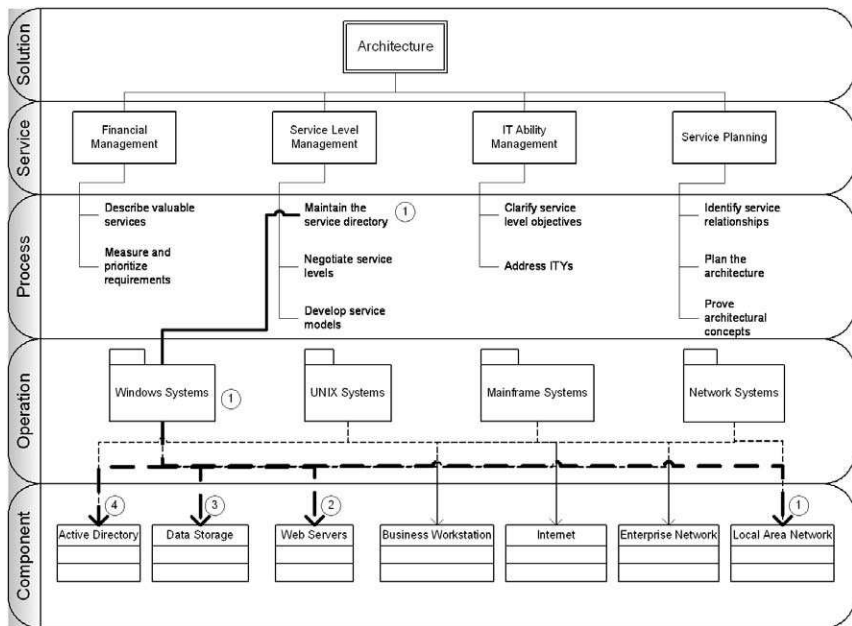 Solution
Architecture
Service
Financial
Management
Service Level
Management
IT Ability
Management
Service Planning
Process
Describe valuable
services
Measure and
prioritize
requirements
Maintain the
service directory
1
Negotiate service
levels
Develop service
models
Clarify service
level objectives
Address ITYs
Identify service
relationships
Plan the
architecture
Prove
architectural
concepts
Operation
Windows Systems
1
UNIX Systems
Mainframe Systems
Network Systems
Component
4
3
2
1
Active Directory
Data Storage
Web Servers
Business Workstation
Internet
Enterprise Network
Local Area Network